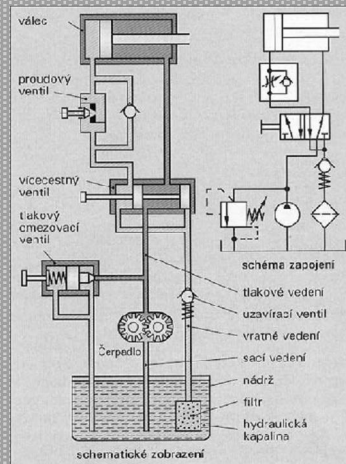 válec
proudový
ventil
vícecestný
ventil
tlakový
omezovací
ventil
schéma zapojení
tlakové vedení
uzavírací ventil
vratné vedení
Čerpadlo
sací vedení
nádrž
filtr
hydraulická
kapalina
schematické zobrazení